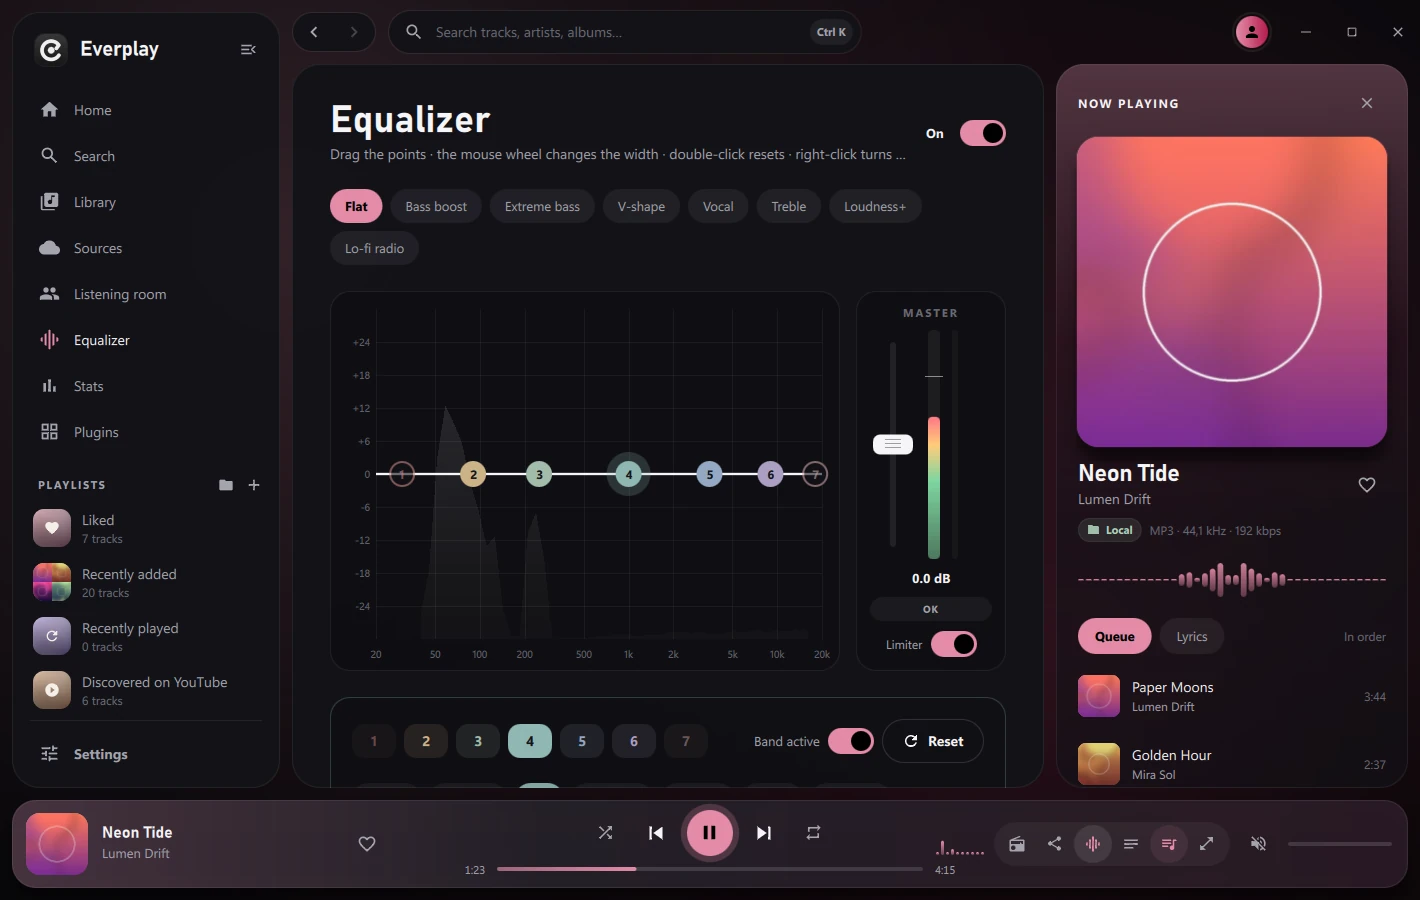 Everplay
Home
Search
Library
Sources
Listening room
Equalizer
Stats
Plugins
PLAYLISTS
Liked
7 tracks
Recently added
20 tracks
Recently played
0 tracks
Discovered on YouTube
6 tracks
Settings
Search tracks, artists, albums...
Ctrl K
Equalizer
Drag the points · the mouse wheel changes the width · double-click resets · right-click turns ...
On
Flat
Bass boost
Extreme bass
V-shape
Vocal
Treble
Loudness+
Lo-fi radio
+24
+18
+12
+6
0
-6
-12
-18
-24
1 2 3 4 5 6 7
20 50 100 200 500 1k 2k 5k 10k 20k
MASTER
0.0 dB
OK
Limiter
1 2 3 4 5 6 7
Band active
Reset
NOW PLAYING
Neon Tide
Lumen Drift
Local
MP3 · 44,1 kHz · 192 kbps
Queue
Lyrics
In order
Paper Moons
Lumen Drift
3:44
Golden Hour
Mira Sol
2:37
Neon Tide
Lumen Drift
1:23
4:15